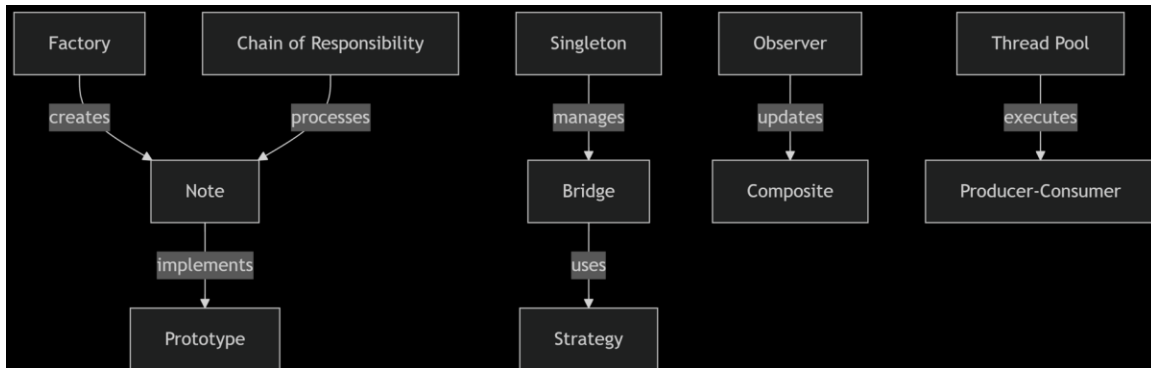 Factory
Chain of Responsibility
Singleton
Observer
Thread Pool
creates
processes
manages
updates
executes
Note
Bridge
Composite
Producer-Consumer
implements
uses
Prototype
Strategy